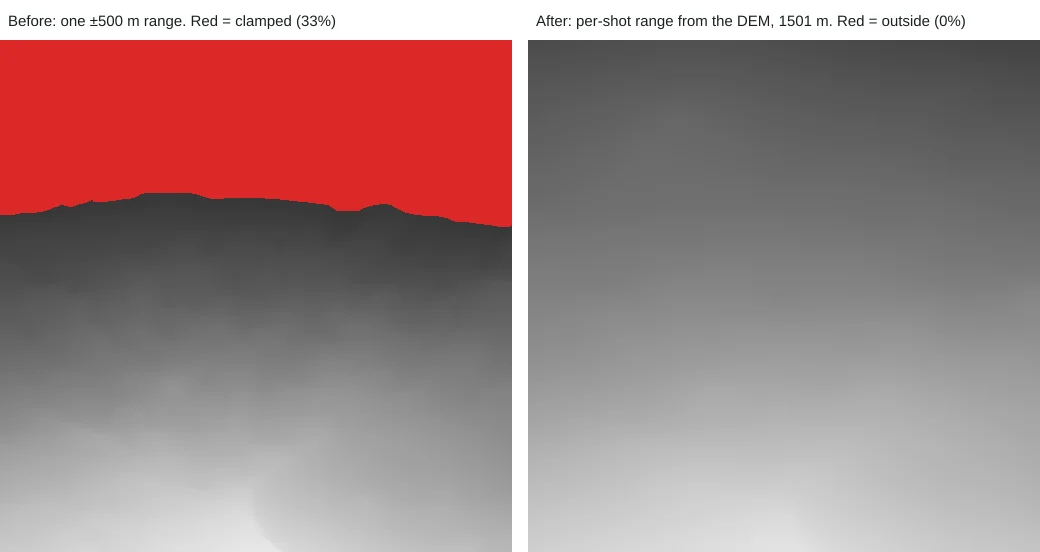 Before: one ±500 m range. Red = clamped (33%)
After: per-shot range from the DEM, 1501 m. Red = outside (0%)